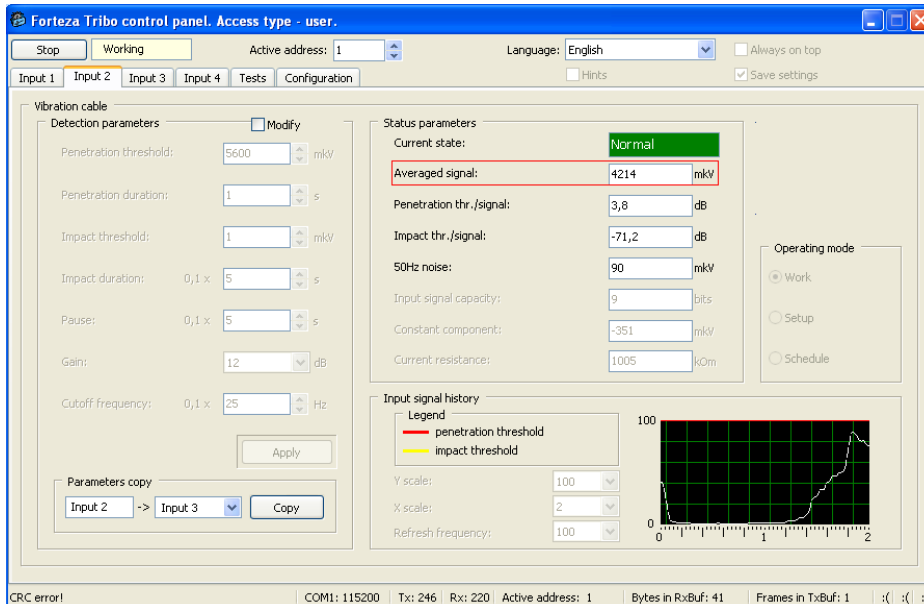 Forteza Tribo control panel. Access type - user.
Stop Working Active address: 1 Language: English Always on top
Hints Save settings
Input 1 Input 2 Input 3 Input 4 Tests Configuration
Vibration cable
Detection parameters Modify
Penetration threshold: 5600 mkV
Penetration duration: 1 s
Impact threshold: 1 mkV
Impact duration: 0,1 x 5 s
Pause: 0,1 x 5 s
Gain: 12 dB
Cutoff frequency: 0,1 x 25 Hz
Apply
Parameters copy
Input 2 -> Input 3 Copy
Status parameters
Current state: Normal
Averaged signal: 4214 mkV
Penetration thr./signal: 3,8 dB
Impact thr./signal: -71,2 dB
50Hz noise: 90 mkV
Input signal capacity: 9 bits
Constant component: -351 mkV
Current resistance: 1005 kOm
Operating mode
Work
Setup
Schedule
Input signal history
Legend
penetration threshold
impact threshold
Y scale: 100
X scale: 2
Refresh frequency: 100
100
0
0 1 2
CRC error! COM1: 115200 Tx: 246 Rx: 220 Active address: 1 Bytes in RxBuf: 41 Frames in TxBuf: 1 :( :( :